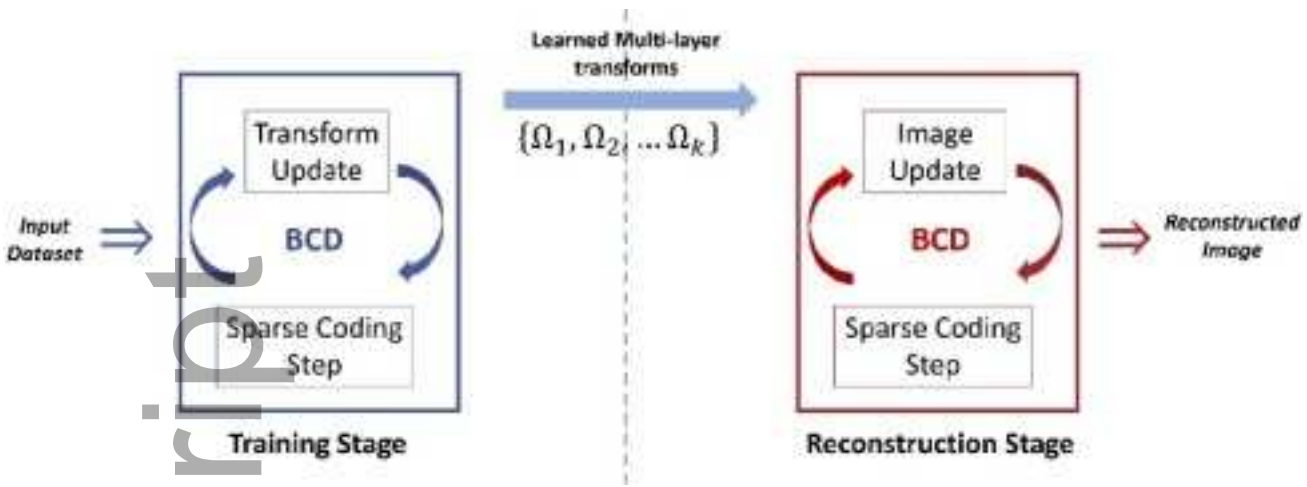 Learned Multi-layer
transforms
{Ω₁, Ω₂, ... Ωₖ}
Input
Dataset
Transform
Update
BCD
Sparse Coding
Step
Training Stage
Image
Update
BCD
Sparse Coding
Step
Reconstruction Stage
Reconstructed
Image
ript